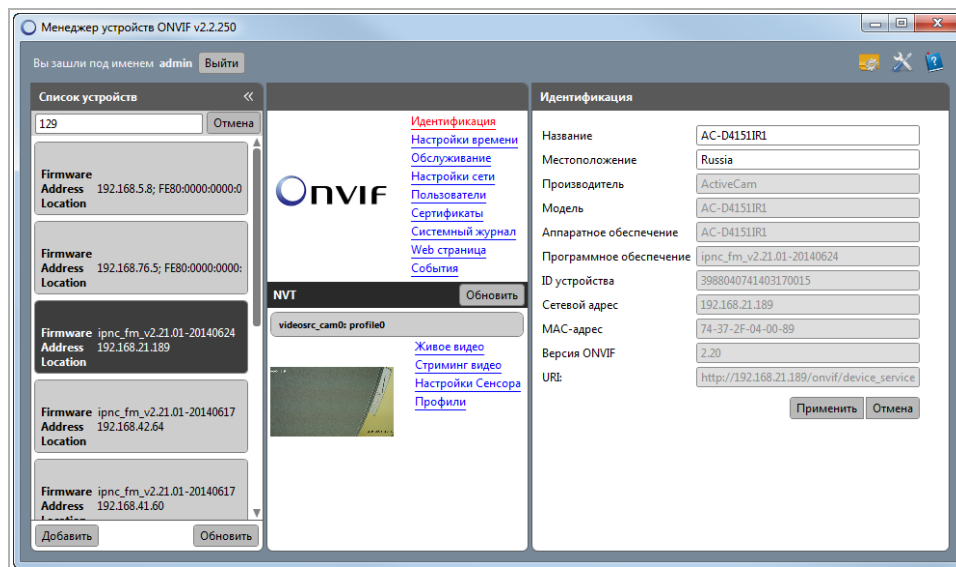 Менеджер устройств ONVIF v2.2.250
Вы зашли под именем admin Выйти
Список устройств
129 Отмена
Firmware
Address 192.168.5.8; FE80:0000:0000:0
Location
Firmware
Address 192.168.76.5; FE80:0000:0000:
Location
Firmware ipnc_fm_v2.21.01-20140624
Address 192.168.21.189
Location
Firmware ipnc_fm_v2.21.01-20140617
Address 192.168.42.64
Location
Firmware ipnc_fm_v2.21.01-20140617
Address 192.168.41.60
Добавить Обновить
ONVIF
Идентификация
Настройки времени
Обслуживание
Настройки сети
Пользователи
Сертификаты
Системный журнал
Web страница
События
NVT Обновить
videosrc_cam0: profile0
Живое видео
Стриминг видео
Настройки Сенсора
Профили
Идентификация
Название AC-D4151IR1
Местоположение Russia
Производитель ActiveCam
Модель AC-D4151IR1
Аппаратное обеспечение AC-D4151IR1
Программное обеспечение ipnc_fm_v2.21.01-20140624
ID устройства 3988040741403170015
Сетевой адрес 192.168.21.189
MAC-адрес 74-37-2F-04-00-89
Версия ONVIF 2.20
URI: http://192.168.21.189/onvif/device_service
Применить Отмена